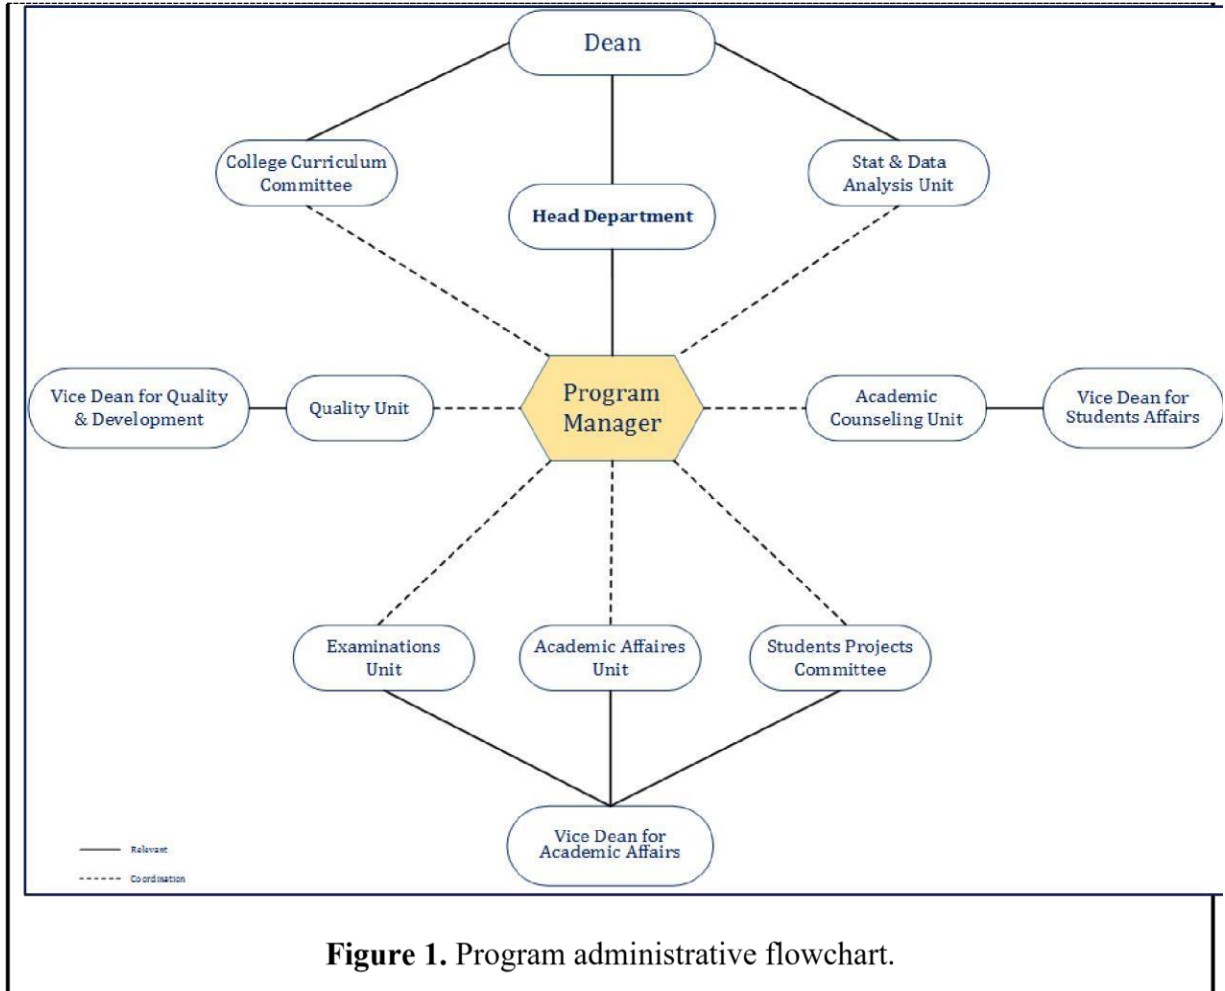 Dean
College Curriculum
Committee
Stat & Data
Analysis Unit
Head Department
Vice Dean for Quality
& Development
Quality Unit
Program
Manager
Academic
Counseling Unit
Vice Dean for
Students Affairs
Examinations
Unit
Academic Affaires
Unit
Students Projects
Committee
Vice Dean for
Academic Affairs
Relevant
Coordination
Figure 1. Program administrative flowchart.